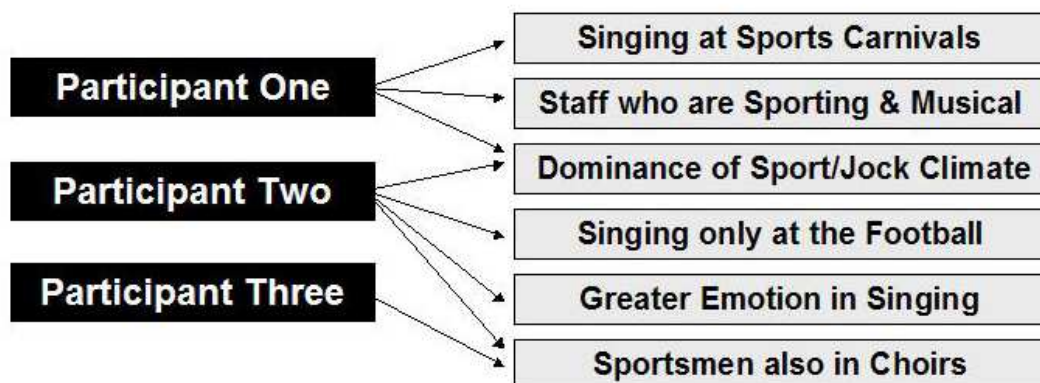 Participant One
Participant Two
Participant Three
Singing at Sports Carnivals
Staff who are Sporting & Musical
Dominance of Sport/Jock Climate
Singing only at the Football
Greater Emotion in Singing
Sportsmen also in Choirs